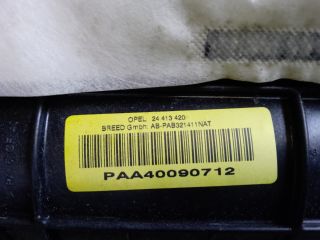 OPEL 24 413 420
BREED GmbH: AB-PAB321411NAT
PAA40090712